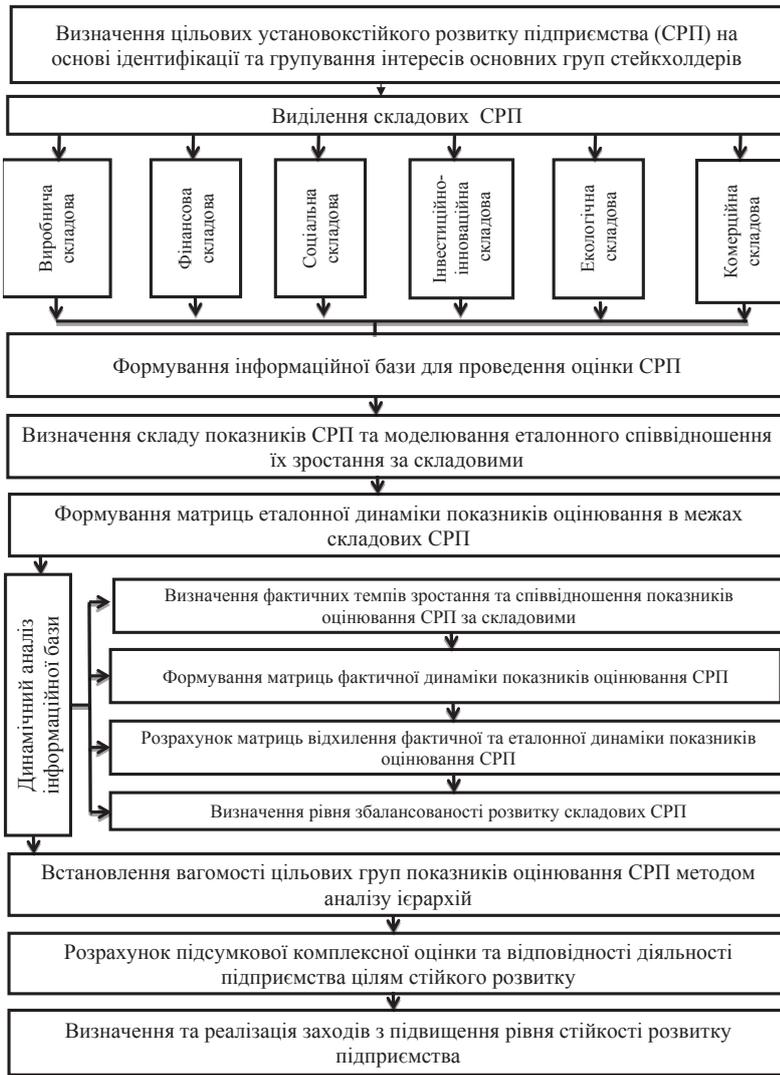 Визначення цільових установокстійкого розвитку підприємства (СРП) на
основі ідентифікації та групування інтересів основних груп стейкхолдерів
Виділення складових СРП
Виробнича
складова
Фінансова
складова
Соціальна
складова
Інвестиційно-
інноваційна
складова
Екологічна
складова
Комерційна
складова
Формування інформаційної бази для проведення оцінки СРП
Визначення складу показників СРП та моделювання еталонного співвідношення
їх зростання за складовими
Формування матриць еталонної динаміки показників оцінювання в межах
складових СРП
Динамічний аналіз
інформаційної бази
Визначення фактичних темпів зростання та співвідношення показників
оцінювання СРП за складовими
Формування матриць фактичної динаміки показників оцінювання СРП
Розрахунок матриць відхилення фактичної та еталонної динаміки показників
оцінювання СРП
Визначення рівня збалансованості розвитку складових СРП
Встановлення вагомості цільових груп показників оцінювання СРП методом
аналізу ієрархій
Розрахунок підсумкової комплексної оцінки та відповідності діяльності
підприємства цілям стійкого розвитку
Визначення та реалізація заходів з підвищення рівня стійкості розвитку
підприємства